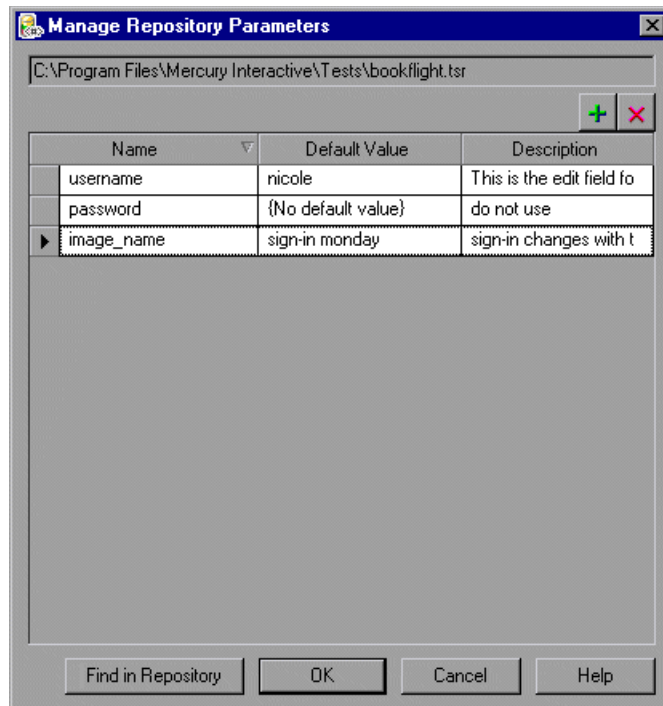 Manage Repository Parameters
C:\Program Files\Mercury Interactive\Tests\bookflight.tsr
Name Default Value Description
username nicole This is the edit field fo
password {No default value} do not use
image_name sign-in monday sign-in changes with t
Find in Repository OK Cancel Help